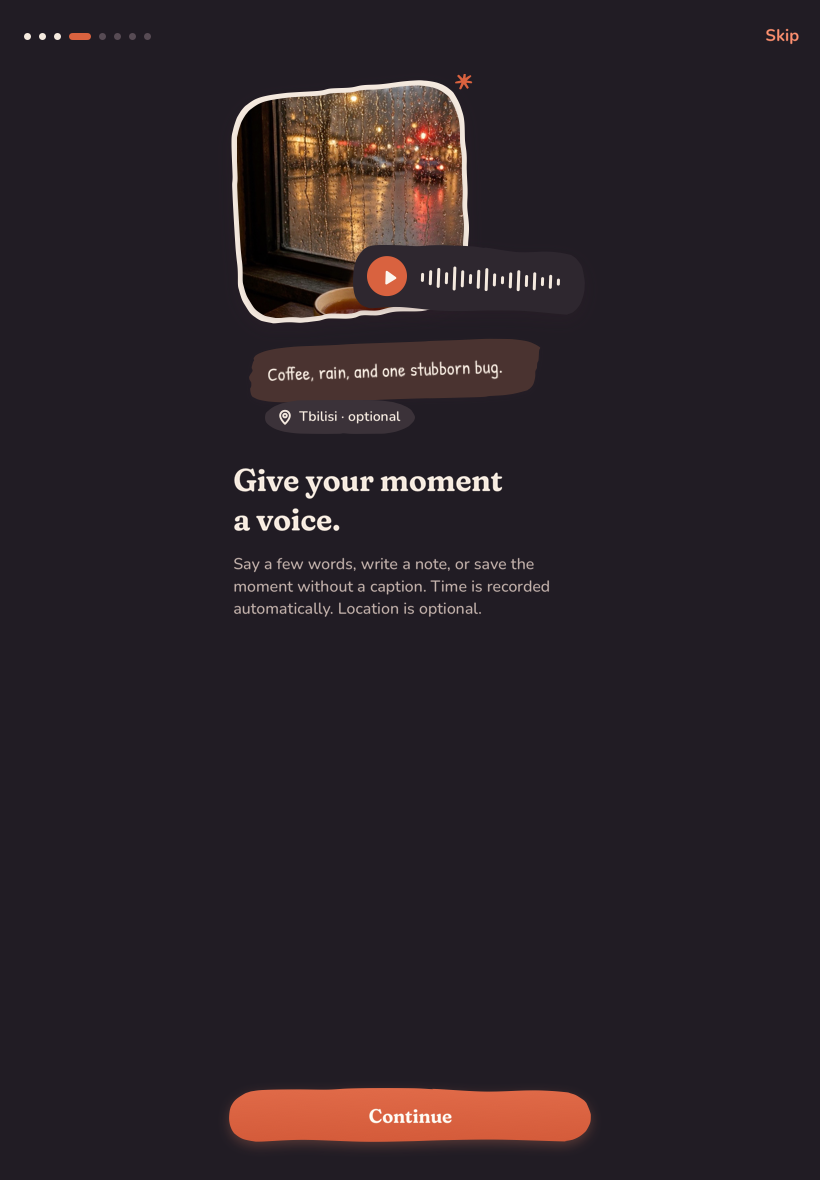 Skip
Coffee, rain, and one stubborn bug.
Tbilisi · optional
Give your moment
a voice.
Say a few words, write a note, or save the
moment without a caption. Time is recorded
automatically. Location is optional.
Continue